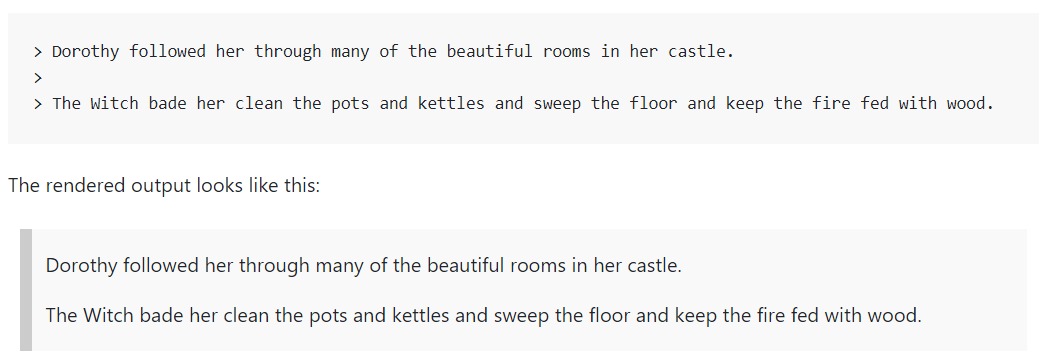 > Dorothy followed her through many of the beautiful rooms in her castle.
>
> The Witch bade her clean the pots and kettles and sweep the floor and keep the fire fed with wood.
The rendered output looks like this:
Dorothy followed her through many of the beautiful rooms in her castle.
The Witch bade her clean the pots and kettles and sweep the floor and keep the fire fed with wood.